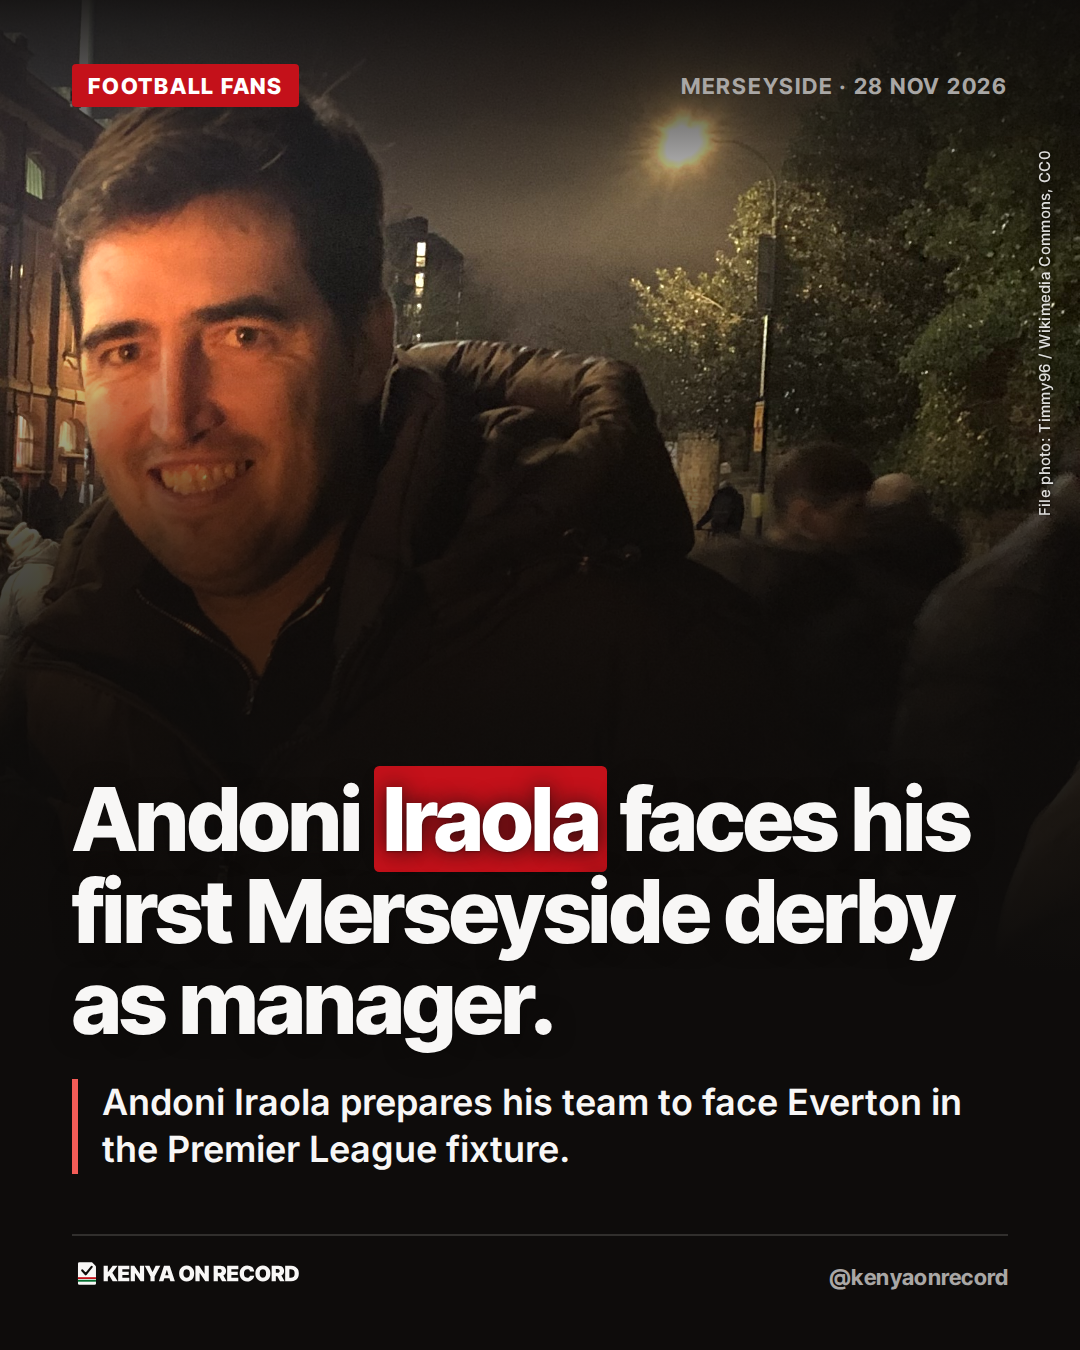 FOOTBALL FANS
MERSEYSIDE · 28 NOV 2026
File photo: Timmy96 / Wikimedia Commons, CC0
Andoni Iraola faces his
first Merseyside derby
as manager.
Andoni Iraola prepares his team to face Everton in
the Premier League fixture.
KENYA ON RECORD
@kenyaonrecord